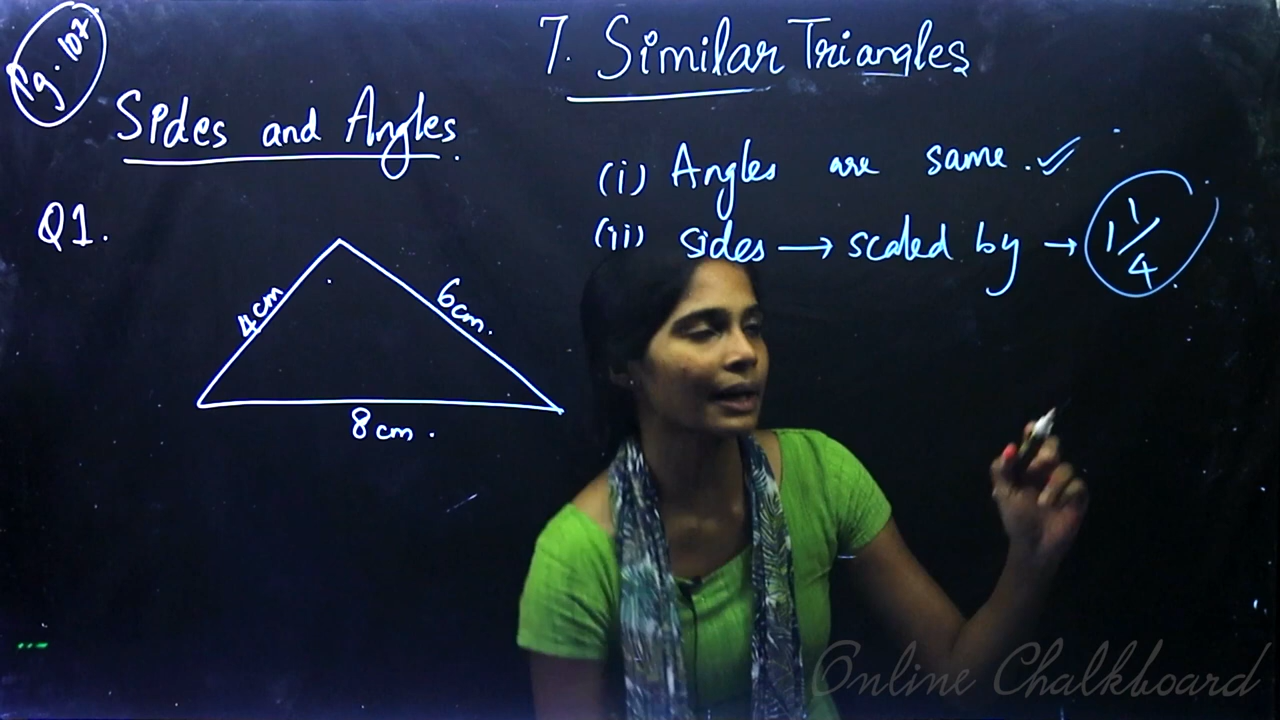 Pg. 107
7. Similar Triangles
Sides and Angles.
(i) Angles are same. ✓
(ii) sides → scaled by → 1 1/4
Q1.
4cm
6cm.
8cm.
Online Chalkboard